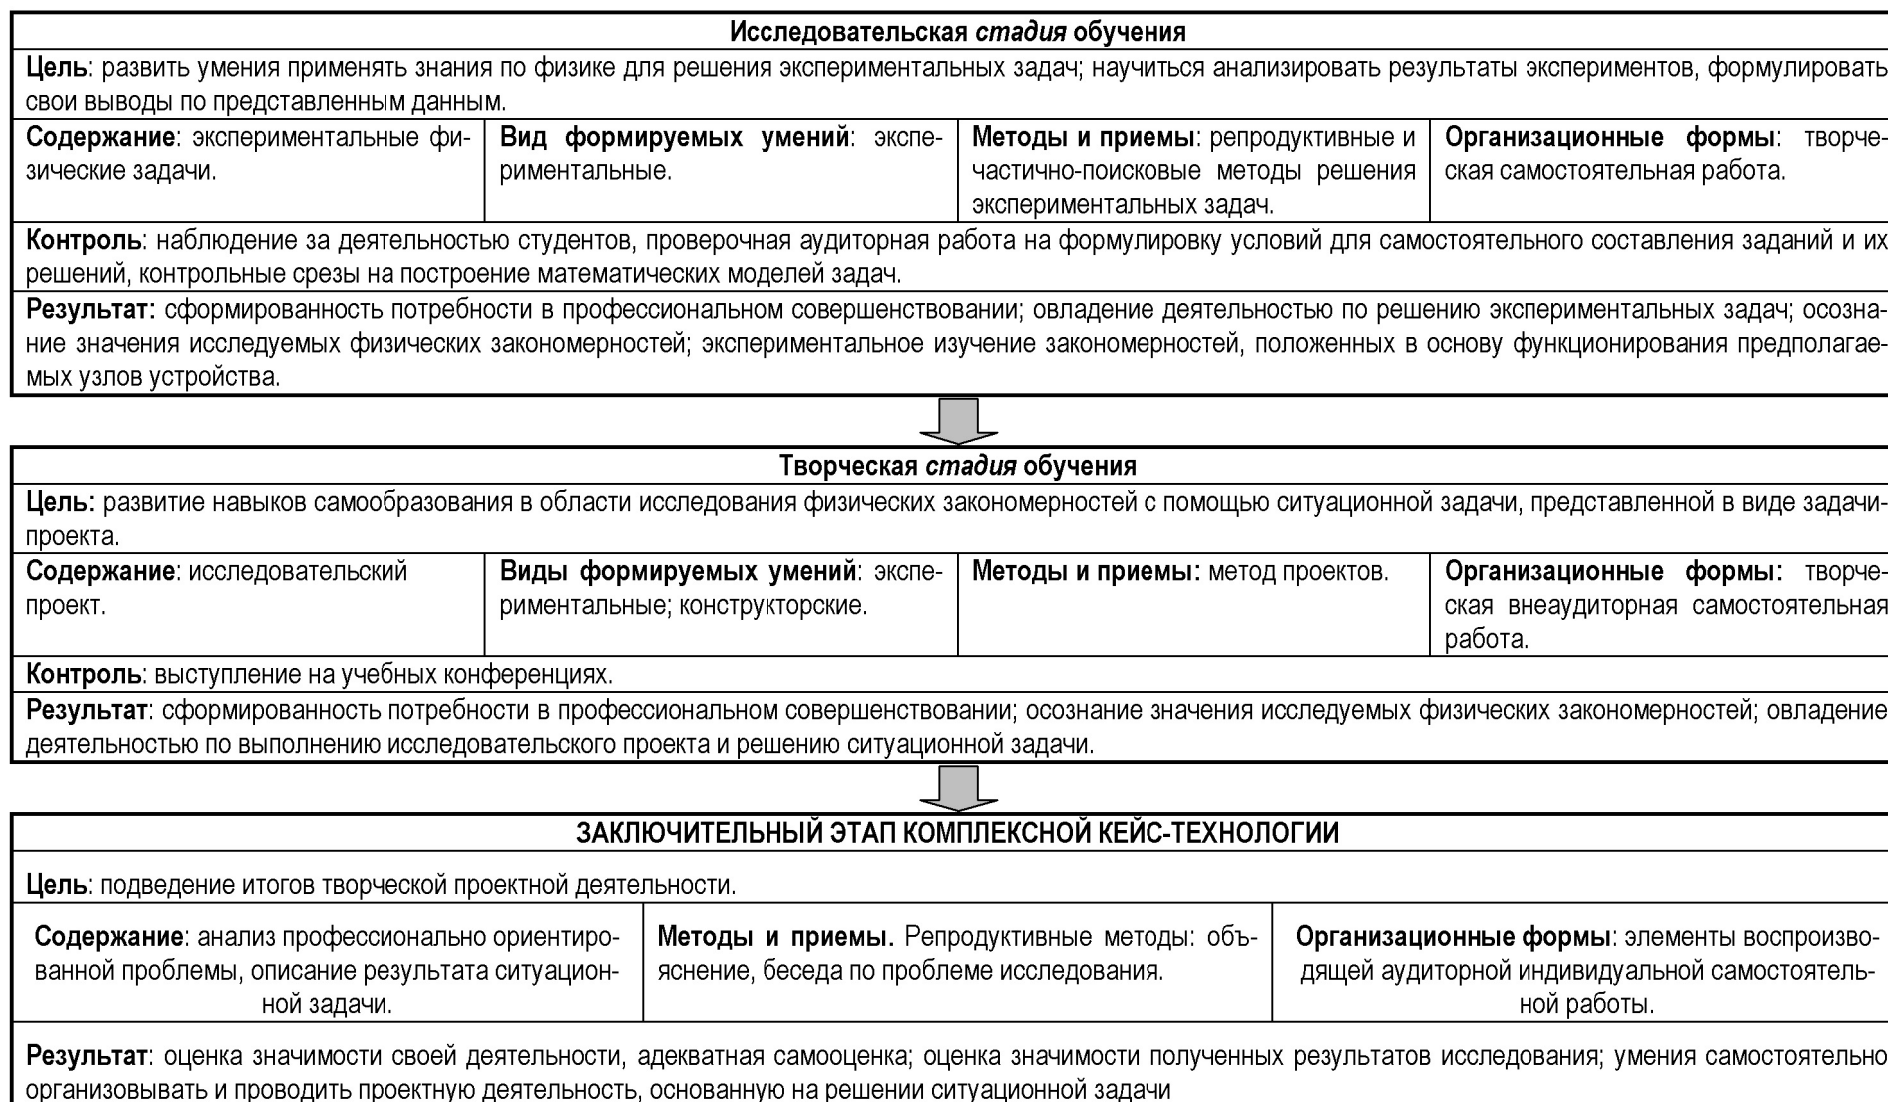 Исследовательская стадия обучения
Цель: развить умения применять знания по физике для решения экспериментальных задач; научиться анализировать результаты экспериментов, формулировать
свои выводы по представленным данным.
Содержание: экспериментальные фи-
зические задачи.
Вид формируемых умений: экспе-
риментальные.
Методы и приемы: репродуктивные и
частично-поисковые методы решения
экспериментальных задач.
Организационные формы: творче-
ская самостоятельная работа.
Контроль: наблюдение за деятельностью студентов, проверочная аудиторная работа на формулировку условий для самостоятельного составления заданий и их
решений, контрольные срезы на построение математических моделей задач.
Результат: сформированность потребности в профессиональном совершенствовании; овладение деятельностью по решению экспериментальных задач; осозна-
ние значения исследуемых физических закономерностей; экспериментальное изучение закономерностей, положенных в основу функционирования предполагае-
мых узлов устройства.
Творческая стадия обучения
Цель: развитие навыков самообразования в области исследования физических закономерностей с помощью ситуационной задачи, представленной в виде задачи-
проекта.
Содержание: исследовательский
проект.
Виды формируемых умений: экспе-
риментальные; конструкторские.
Методы и приемы: метод проектов.
Организационные формы: творче-
ская внеаудиторная самостоятельная
работа.
Контроль: выступление на учебных конференциях.
Результат: сформированность потребности в профессиональном совершенствовании; осознание значения исследуемых физических закономерностей; овладение
деятельностью по выполнению исследовательского проекта и решению ситуационной задачи.
ЗАКЛЮЧИТЕЛЬНЫЙ ЭТАП КОМПЛЕКСНОЙ КЕЙС-ТЕХНОЛОГИИ
Цель: подведение итогов творческой проектной деятельности.
Содержание: анализ профессионально ориентиро-
ванной проблемы, описание результата ситуацион-
ной задачи.
Методы и приемы. Репродуктивные методы: объ-
яснение, беседа по проблеме исследования.
Организационные формы: элементы воспроизво-
дящей аудиторной индивидуальной самостоятель-
ной работы.
Результат: оценка значимости своей деятельности, адекватная самооценка; оценка значимости полученных результатов исследования; умения самостоятельно
организовывать и проводить проектную деятельность, основанную на решении ситуационной задачи